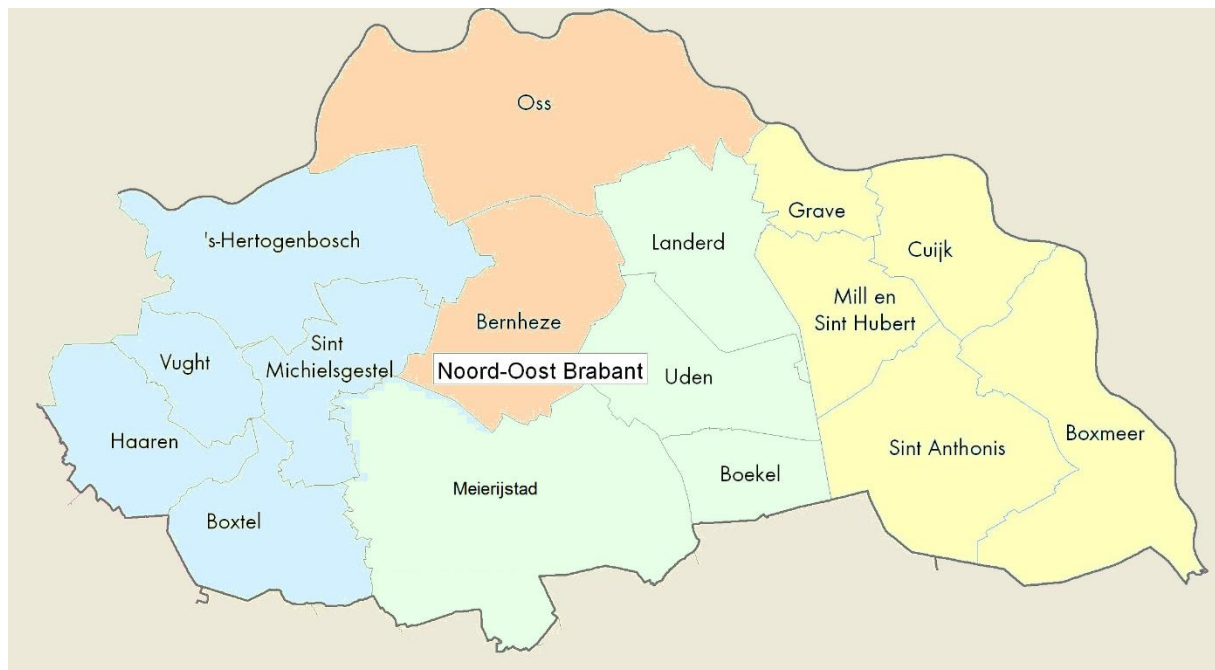 Oss
Grave
's-Hertogenbosch
Landerd
Cuijk
Mill en
Sint Hubert
Bernheze
Sint
Michielsgestel
Vught
Noord-Oost Brabant
Uden
Haaren
Boxmeer
Sint Anthonis
Boekel
Meierijstad
Boxtel